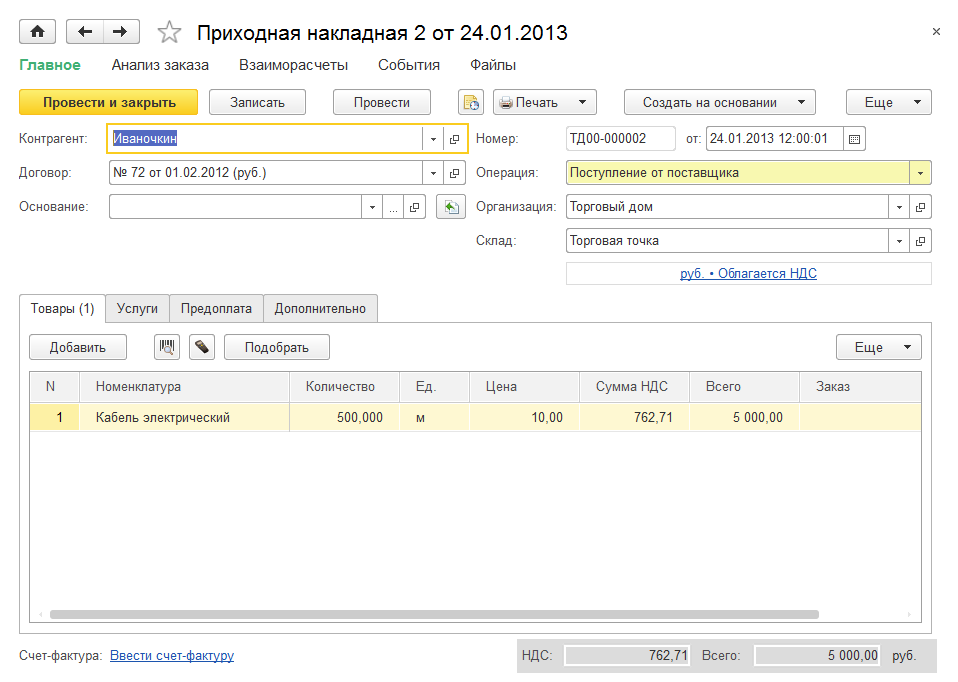 Приходная накладная 2 от 24.01.2013
Главное Анализ заказа Взаиморасчеты События Файлы
Провести и закрыть Записать Провести Печать Создать на основании Еще
Контрагент: Иваночкин Номер: ТД00-000002 от: 24.01.2013 12:00:01
Договор: № 72 от 01.02.2012 (руб.) Операция: Поступление от поставщика
Основание: ... Организация: Торговый дом
Склад: Торговая точка
руб. • Облагается НДС
Товары (1) Услуги Предоплата Дополнительно
Добавить Подобрать Еще
N Номенклатура Количество Ед. Цена Сумма НДС Всего Заказ
1 Кабель электрический 500,000 м 10,00 762,71 5 000,00
Счет-фактура: Ввести счет-фактуру НДС: 762,71 Всего: 5 000,00 руб.